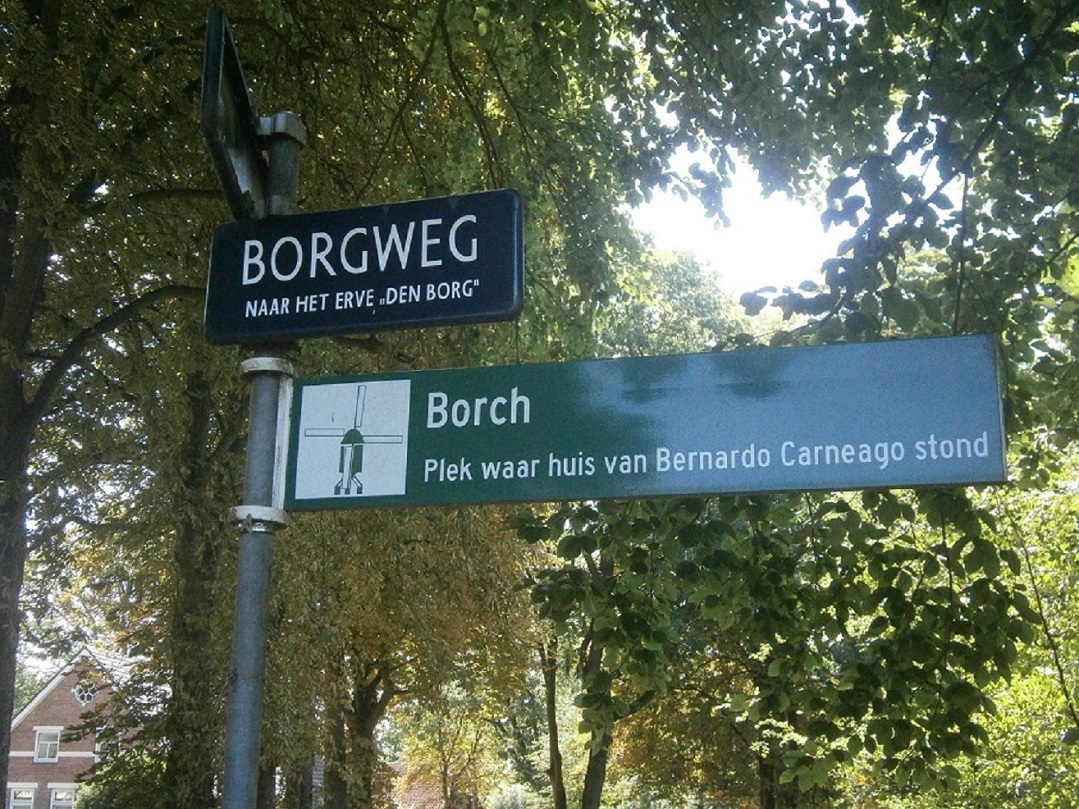 BORGWEG
NAAR HET ERVE „DEN BORG"
Borch
Plek waar huis van Bernardo Carneago stond